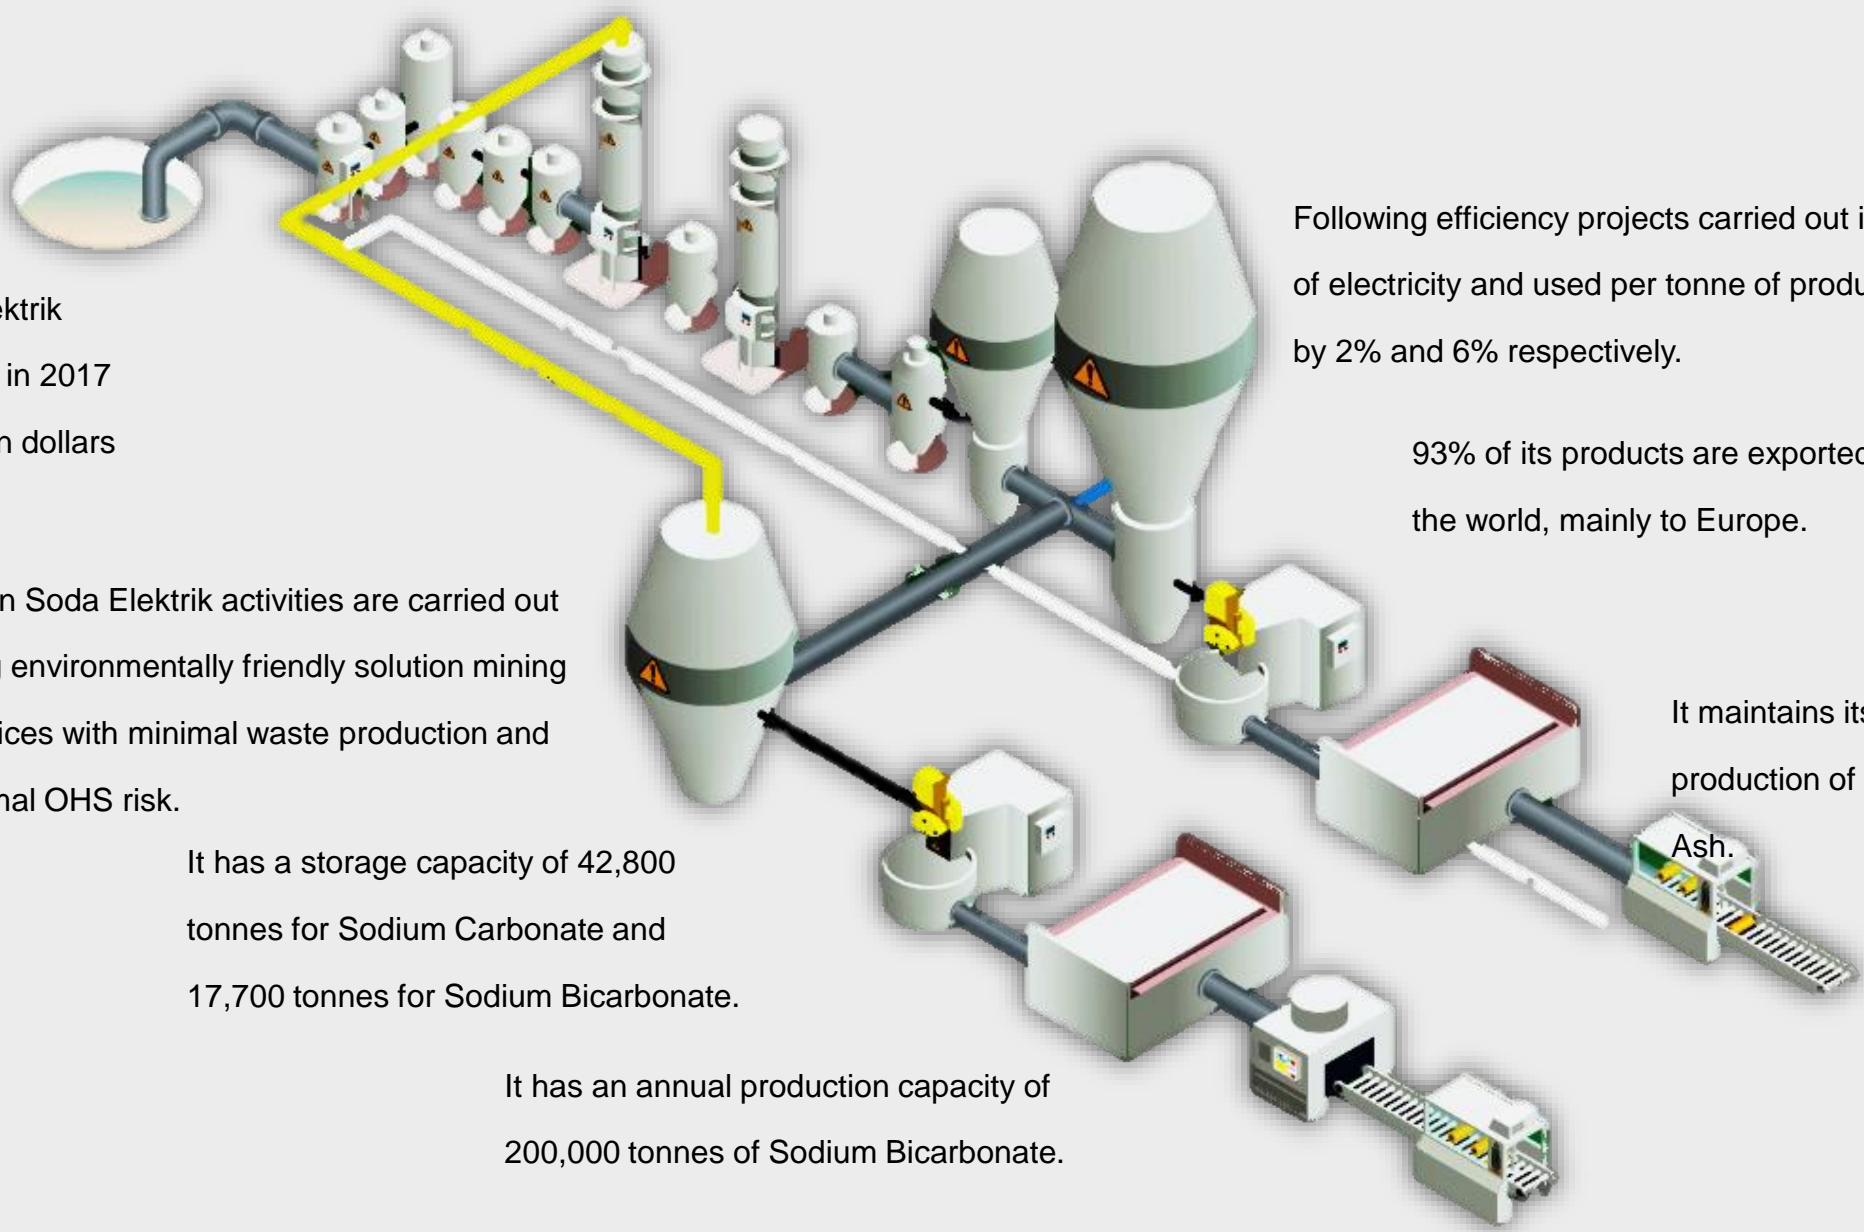 Following efficiency projects carried out i
of electricity and used per tonne of produ
by 2% and 6% respectively.
ektrik
in 2017
n dollars
93% of its products are exported
the world, mainly to Europe.
n Soda Elektrik activities are carried out
g environmentally friendly solution mining
ices with minimal waste production and
nal OHS risk.
It maintains its
production of
Ash.
It has a storage capacity of 42,800
tonnes for Sodium Carbonate and
17,700 tonnes for Sodium Bicarbonate.
It has an annual production capacity of
200,000 tonnes of Sodium Bicarbonate.